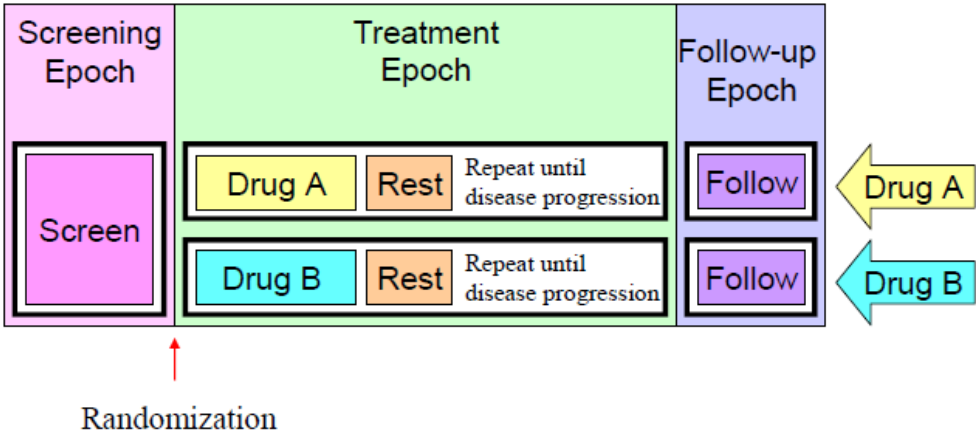 Screening
Epoch
Treatment
Epoch
Follow-up
Epoch
Screen
Drug A
Rest
Repeat until
disease progression
Follow
Drug A
Drug B
Rest
Repeat until
disease progression
Follow
Drug B
Randomization